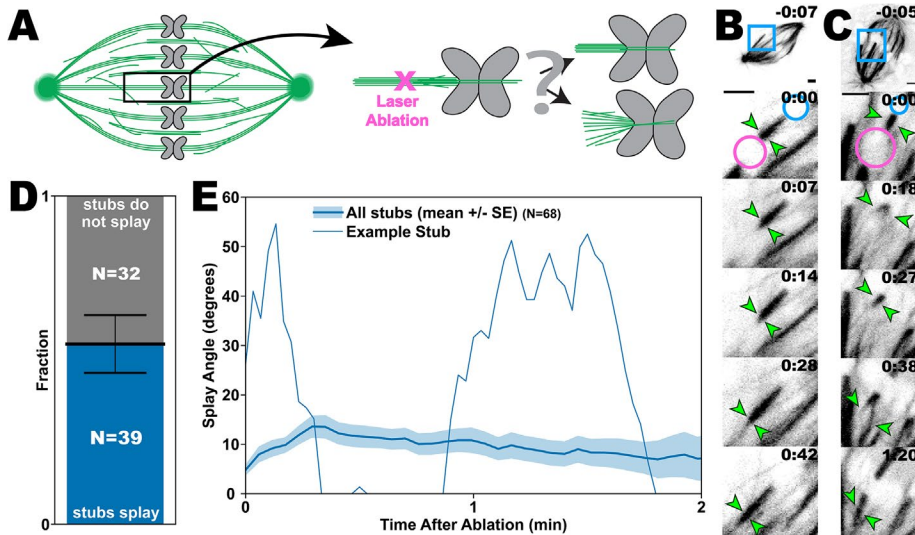 A
Laser
Ablation
?
B
-0:07
0:00
0:07
0:14
0:28
0:42
C
-0:05
0:00
0:18
0:27
0:38
1:20
D
1
stubs do
not splay
N=32
Fraction
N=39
stubs splay
0
E
60
50
40
30
20
10
0
Splay Angle (degrees)
All stubs (mean +/- SE) (N=68)
Example Stub
0
1
2
Time After Ablation (min)